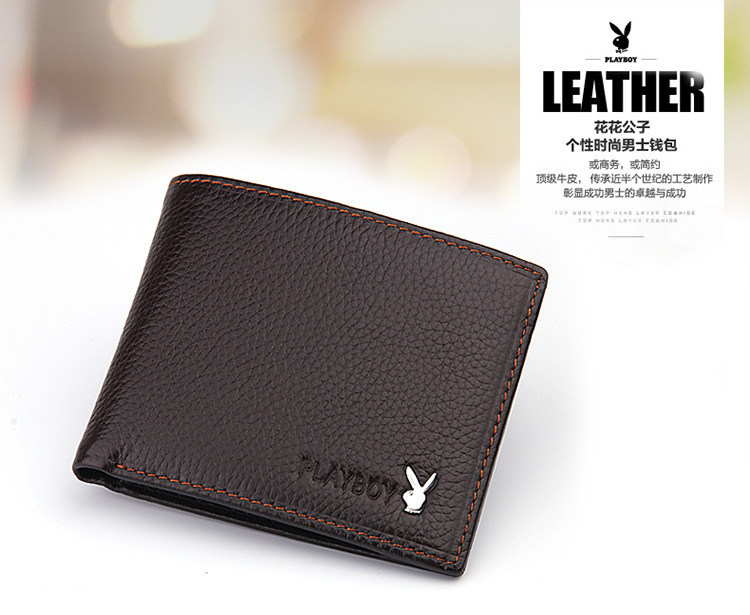 PLAYBOY
LEATHER
花花公子
个性时尚男士钱包
或商务，或简约
顶级牛皮，传承近半个世纪的工艺制作
彰显成功男士的卓越与成功
TOP WORK TOP HEAD LAYER COWHIDE
TOP HEAD LAYER COWHIDE
PLAYBOY